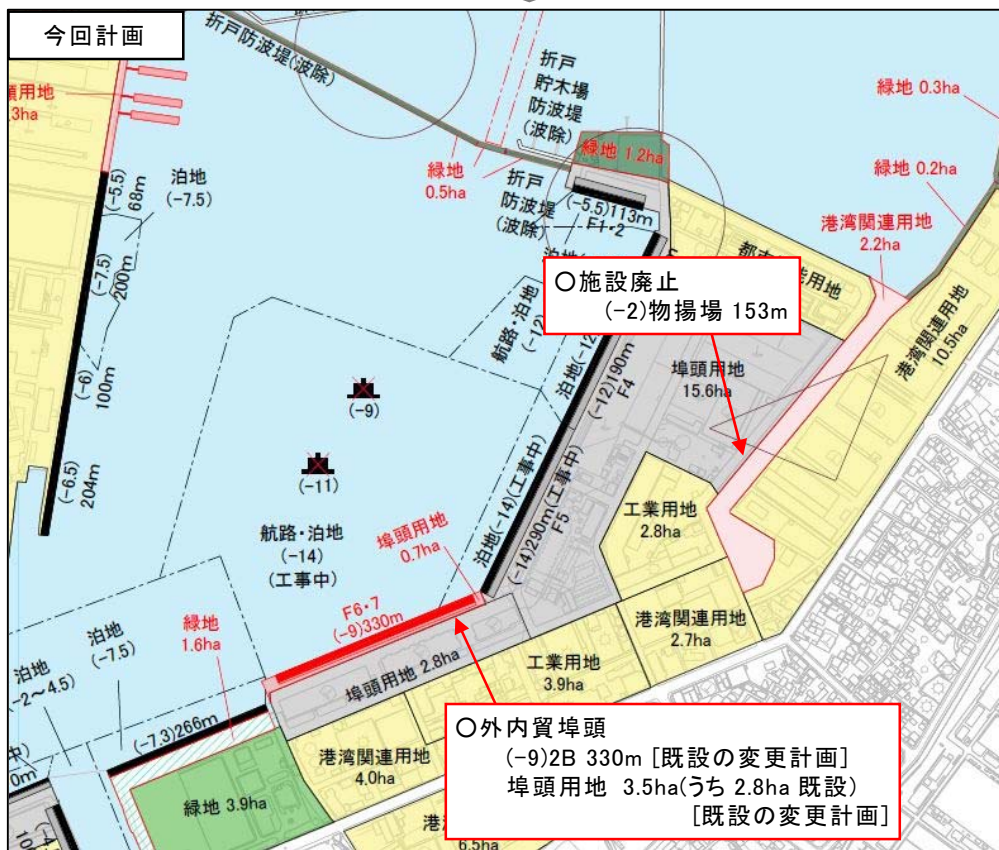 今回計画
折戸防波堤(波除)
折戸
貯木場
防波堤
(波除)
緑地 0.3ha
緑地 0.2ha
緑地 1.2ha
緑地
0.5ha
折戸
防波堤
(波除)
(-5.5)113m
F1・2
港湾関連用地
2.2ha
泊地
(-7.5)
(-5.5)
68m
(-7.5)
200m
(-6)
100m
(-6.5)
204m
〇施設廃止
(-2)物揚場 153m
航路・泊地
(-12)
泊地(-12
(-12)190m
F4
埠頭用地
15.6ha
港湾関連用地
10.5ha
(-9)
(-11)
航路・泊地
(-14)
(工事中)
泊地(-14)(工事中)
(-14)290m(工事中)
F5
工業用地
2.8ha
埠頭用地
0.7ha
F6・7
(-9)330m
埠頭用地 2.8ha
港湾関連用地
2.7ha
工業用地
3.9ha
緑地
1.6ha
泊地
(-7.5)
泊地
-2～4.5)
(-7.3)266m
緑地 3.9ha
港湾関連用地
4.0ha
6.5ha
〇外内貿埠頭
(-9)2B 330m [既設の変更計画]
埠頭用地 3.5ha(うち 2.8ha 既設)
[既設の変更計画]